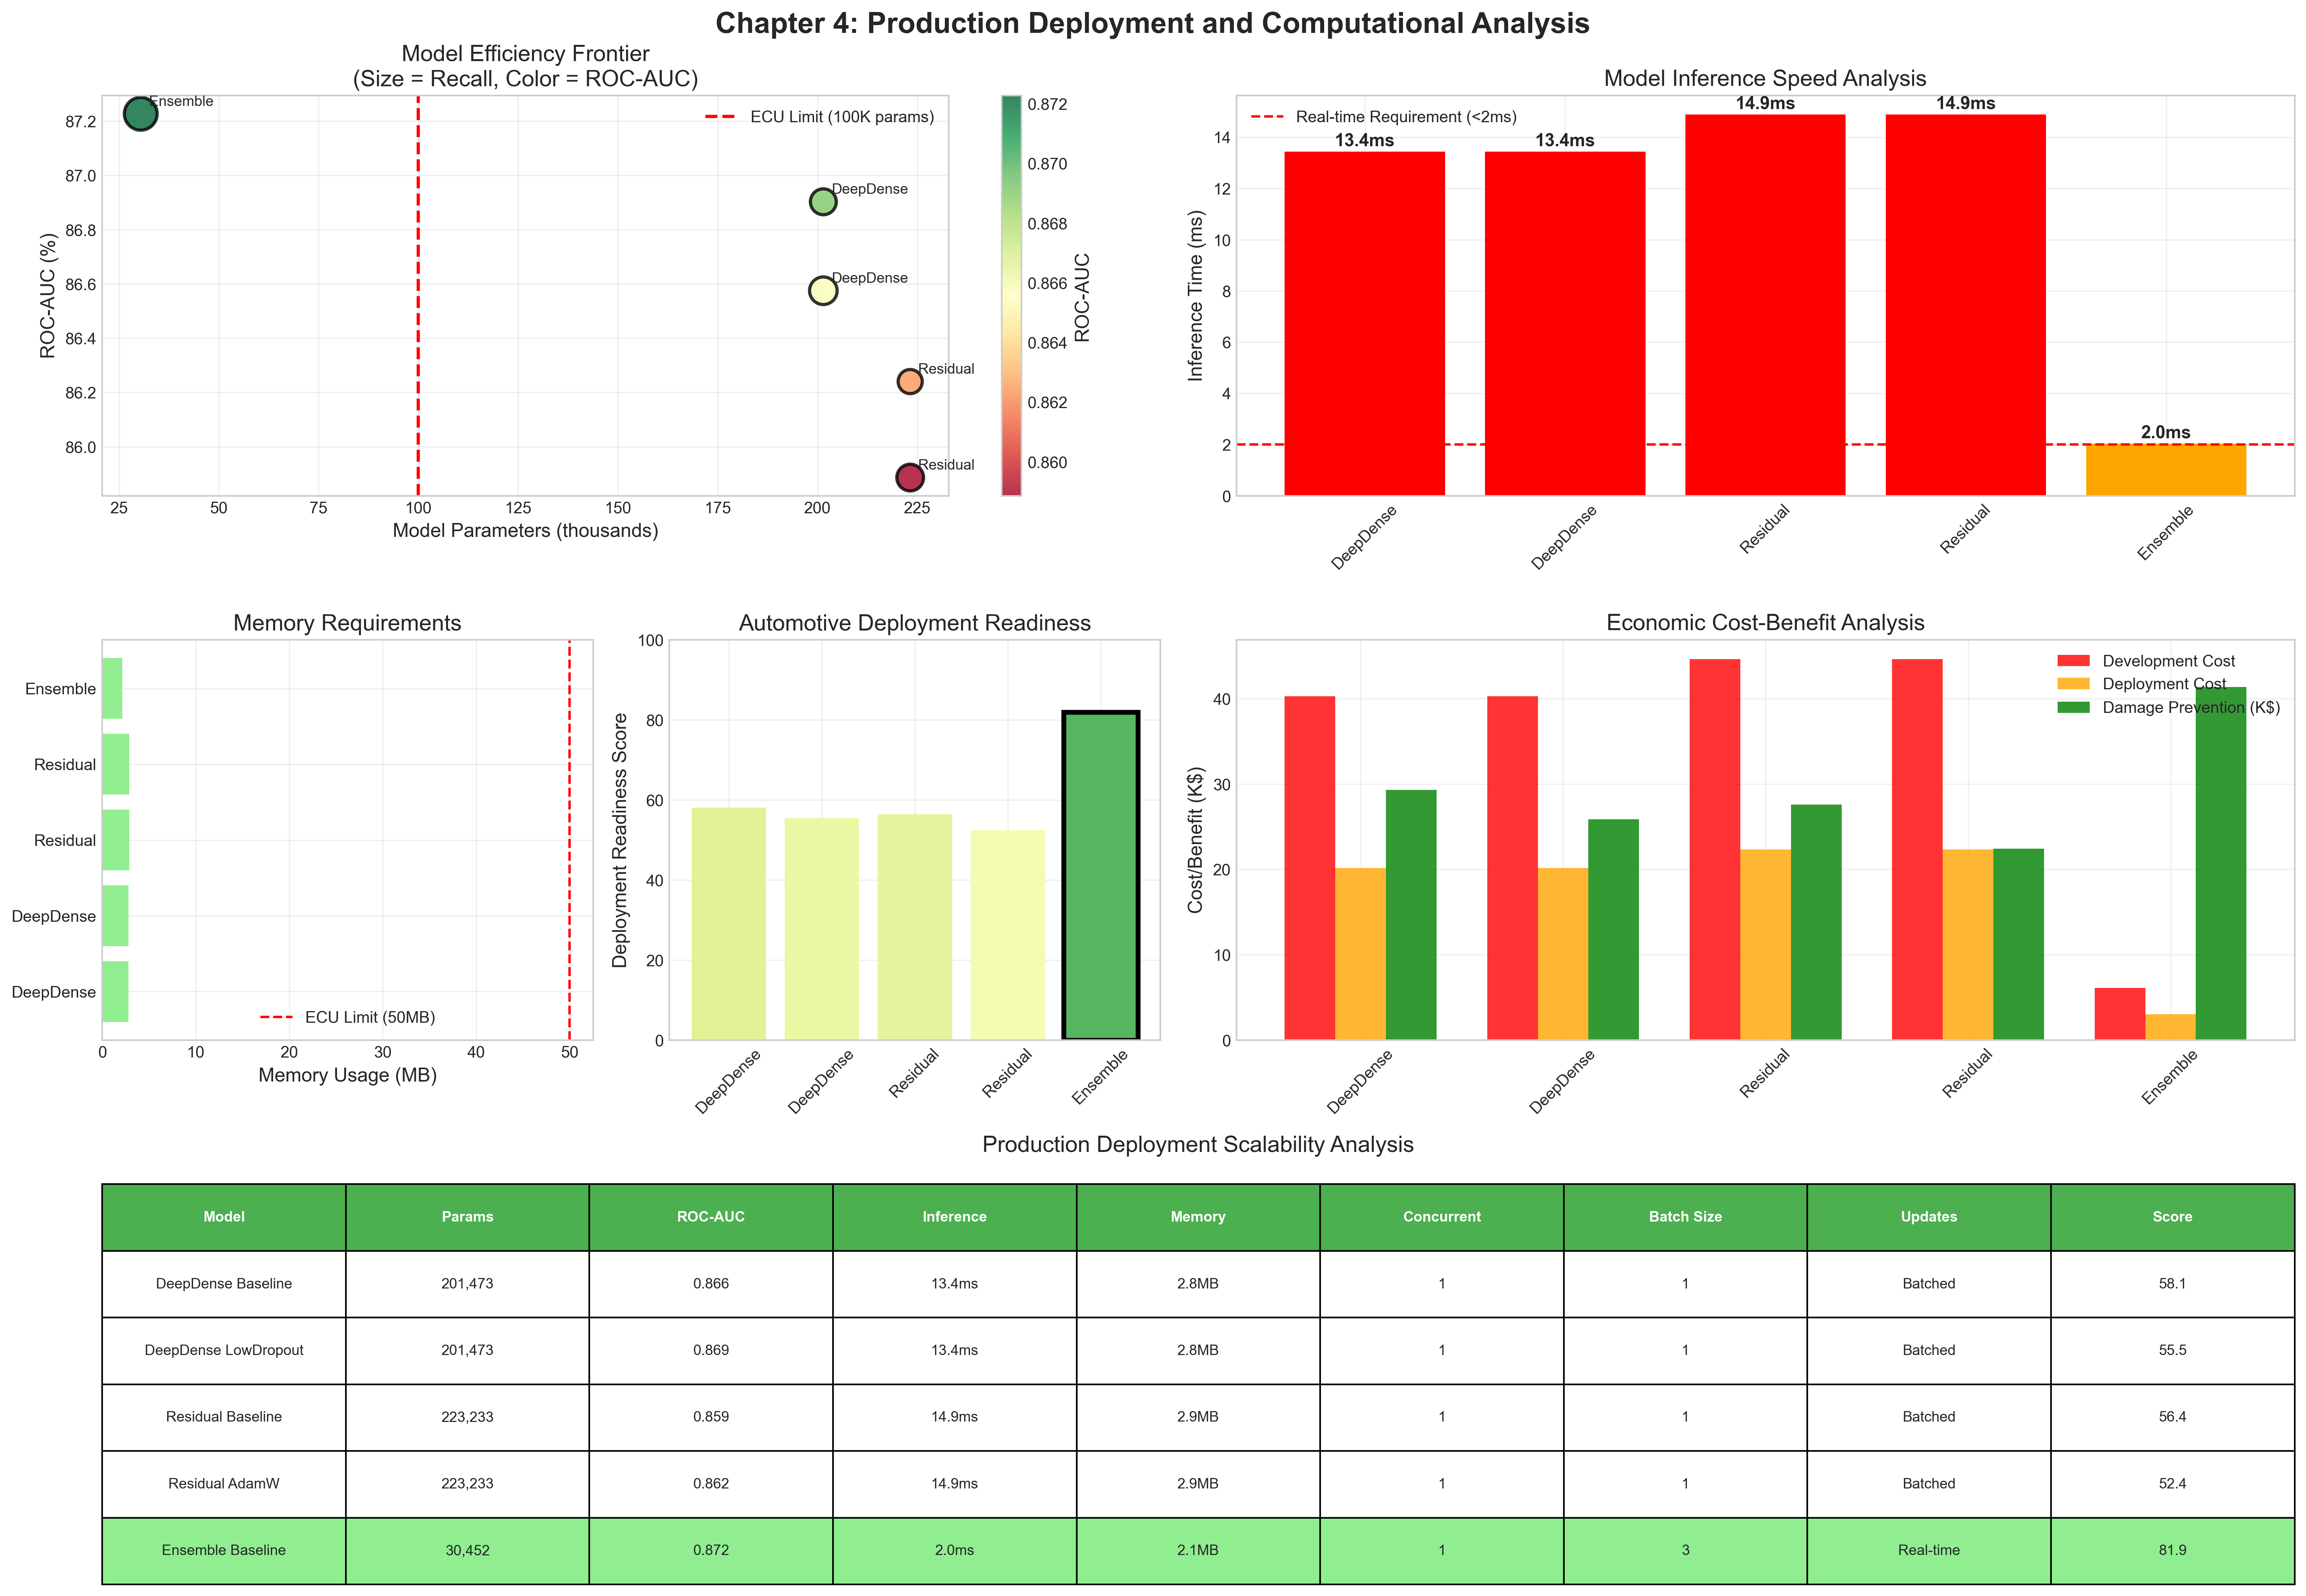 Chapter 4: Production Deployment and Computational Analysis
Model Efficiency Frontier
(Size = Recall, Color = ROC-AUC)
Ensemble
DeepDense
DeepDense
Residual
Residual
ECU Limit (100K params)
87.2
87.0
86.8
86.6
86.4
86.2
86.0
ROC-AUC (%)
25 50 75 100 125 150 175 200 225
Model Parameters (thousands)
0.872
0.870
0.868
0.866
0.864
0.862
0.860
ROC-AUC
Model Inference Speed Analysis
Real-time Requirement (<2ms)
13.4ms 13.4ms 14.9ms 14.9ms 2.0ms
14
12
10
8
6
4
2
0
Inference Time (ms)
DeepDense DeepDense Residual Residual Ensemble
Memory Requirements
Ensemble
Residual
Residual
DeepDense
DeepDense
ECU Limit (50MB)
0 10 20 30 40 50
Memory Usage (MB)
Automotive Deployment Readiness
100
80
60
40
20
0
Deployment Readiness Score
DeepDense DeepDense Residual Residual Ensemble
Economic Cost-Benefit Analysis
Development Cost
Deployment Cost
Damage Prevention (K$)
40
30
20
10
0
Cost/Benefit (K$)
DeepDense DeepDense Residual Residual Ensemble
Production Deployment Scalability Analysis
Model Params ROC-AUC Inference Memory Concurrent Batch Size Updates Score
DeepDense Baseline 201,473 0.866 13.4ms 2.8MB 1 1 Batched 58.1
DeepDense LowDropout 201,473 0.869 13.4ms 2.8MB 1 1 Batched 55.5
Residual Baseline 223,233 0.859 14.9ms 2.9MB 1 1 Batched 56.4
Residual AdamW 223,233 0.862 14.9ms 2.9MB 1 1 Batched 52.4
Ensemble Baseline 30,452 0.872 2.0ms 2.1MB 1 3 Real-time 81.9